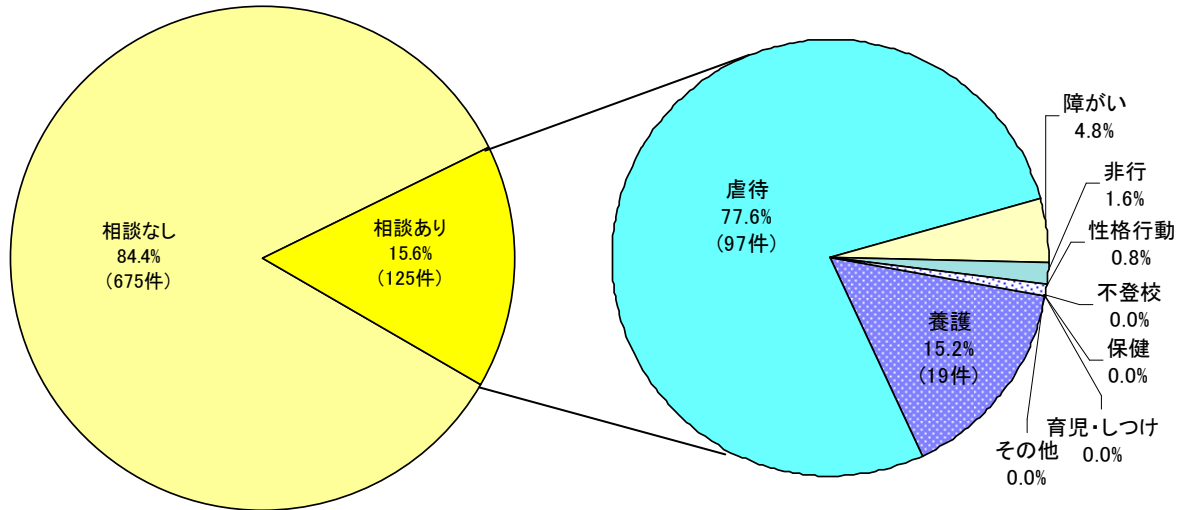 相談なし
84.4%
(675件)
相談あり
15.6%
(125件)
虐待
77.6%
(97件)
障がい
4.8%
非行
1.6%
性格行動
0.8%
不登校
0.0%
保健
0.0%
育児・しつけ
0.0%
その他
0.0%
養護
15.2%
(19件)